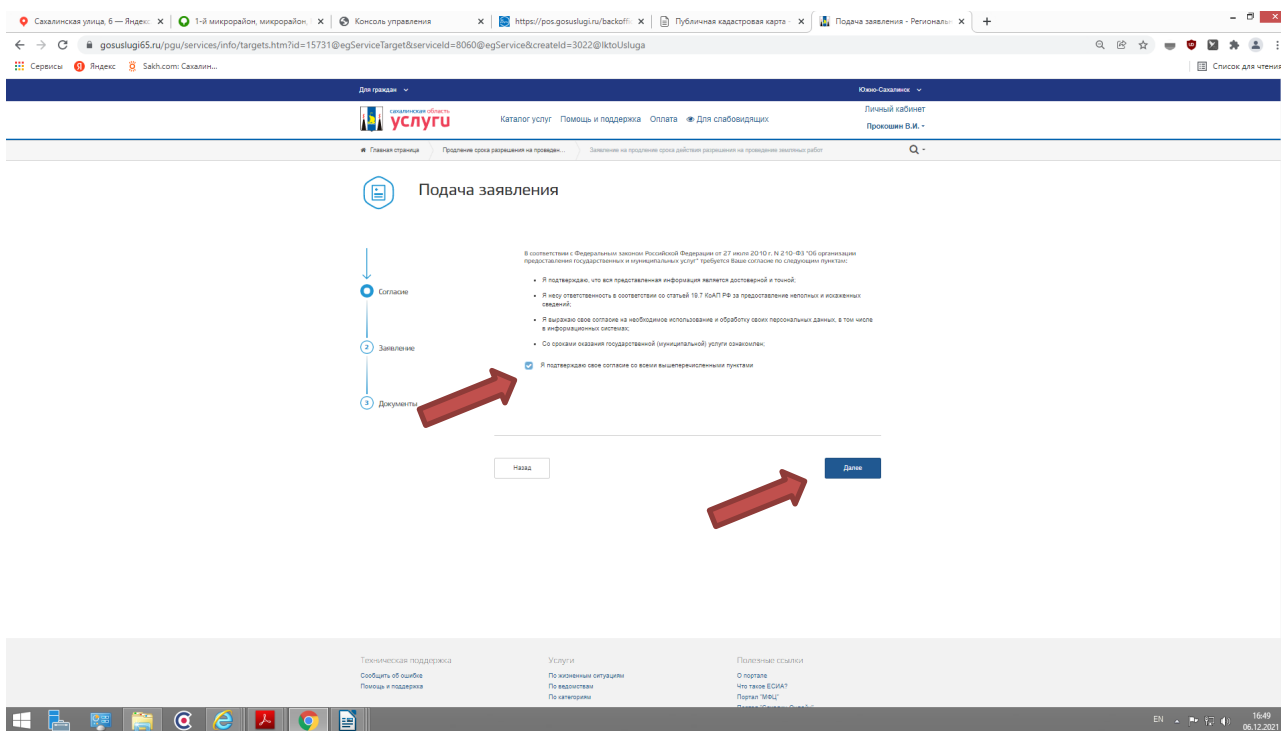 Сахалинская улица, 6 — Яндекс
1-й микрорайон, микрорайон,
Консоль управления
https://pos.gosuslugi.ru/backoffi
Публичная кадастровая карта -
Подача заявления - Региональн
gosuslugi65.ru/pgu/services/info/targets.htm?id=15731@egServiceTarget&serviceId=8060@egService&createId=3022@IktoUsluga
Сервисы Яндекс Sakh.com: Сахалин...
Список для чтения
Для граждан
Южно-Сахалинск
сахалинская область
услуги
Каталог услуг Помощь и поддержка Оплата Для слабовидящих
Личный кабинет
Прокошин В.И.
Главная страница
Продление срока разрешения на проведен...
Заявление на продление срока действия разрешения на проведение земляных работ
Подача заявления
В соответствии с Федеральным законом Российской Федерации от 27 июля 2010 г. N 210-ФЗ "Об организации
предоставления государственных и муниципальных услуг" требуется Ваше согласие по следующим пунктам:
• Я подтверждаю, что вся представленная информация является достоверной и точной;
• Я несу ответственность в соответствии со статьей 19.7 КоАП РФ за предоставление неполных и искаженных
сведений;
• Я выражаю свое согласие на необходимое использование и обработку своих персональных данных, в том числе
в информационных системах;
• Со сроками оказания государственной (муниципальной) услуги ознакомлен;
Я подтверждаю свое согласие со всеми вышеперечисленными пунктами
Согласие
2 Заявление
3 Документы
Назад
Далее
Техническая поддержка
Сообщить об ошибке
Помощь и поддержка
Услуги
По жизненным ситуациям
По ведомствам
По категориям
Полезные ссылки
О портале
Что такое ЕСИА?
Портал "МФЦ"
EN
16:49
06.12.2021